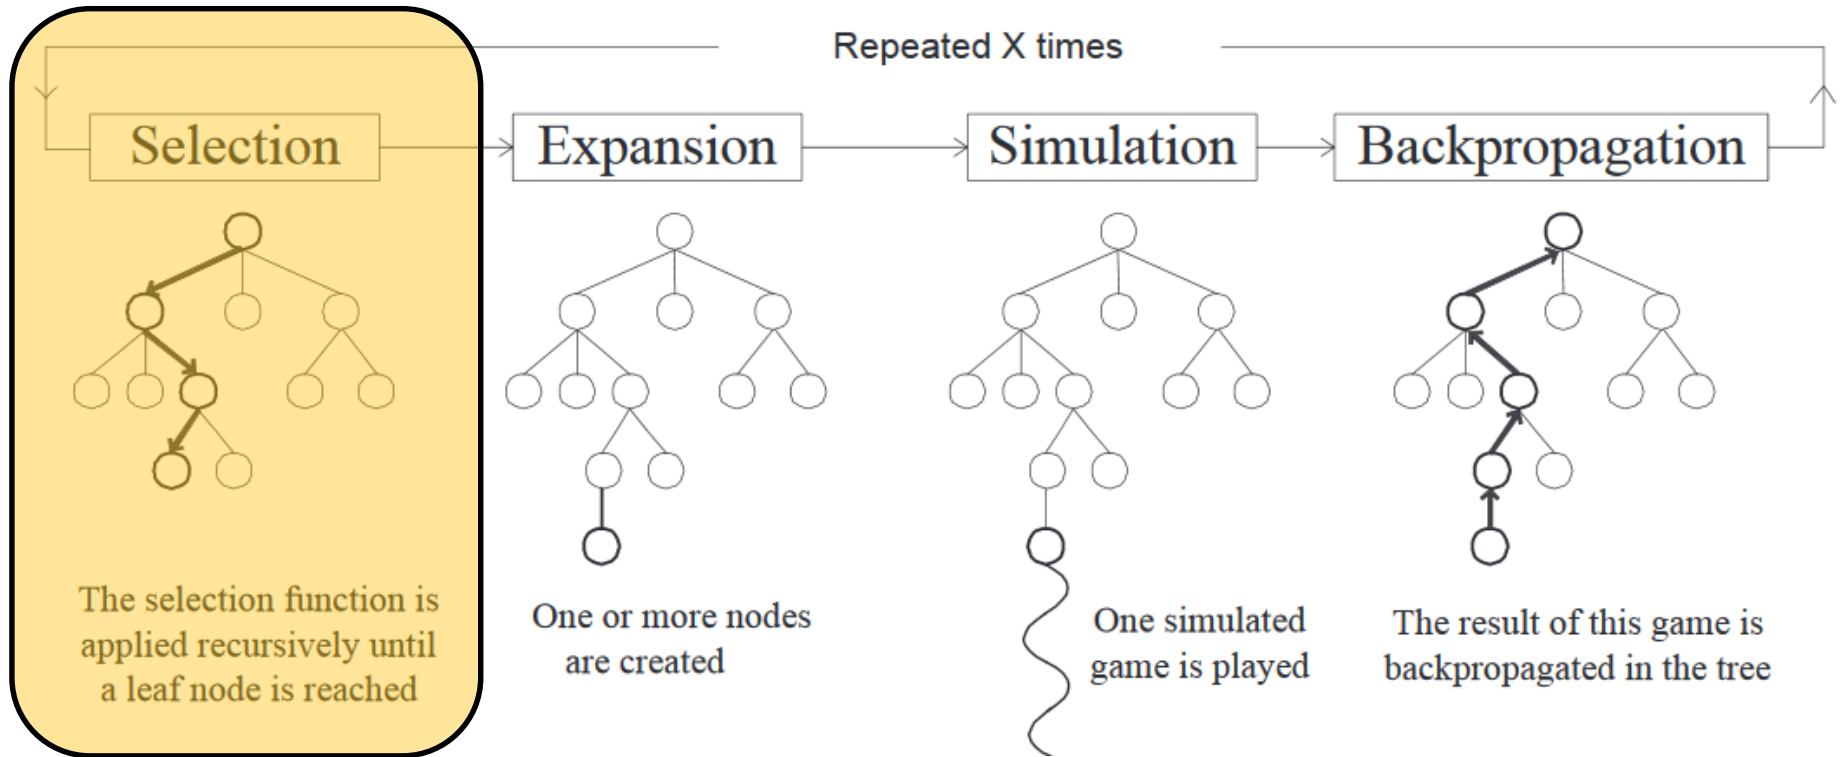 Repeated X times
Selection
Expansion
Simulation
Backpropagation
The selection function is
applied recursively until
a leaf node is reached
One or more nodes
are created
One simulated
game is played
The result of this game is
backpropagated in the tree